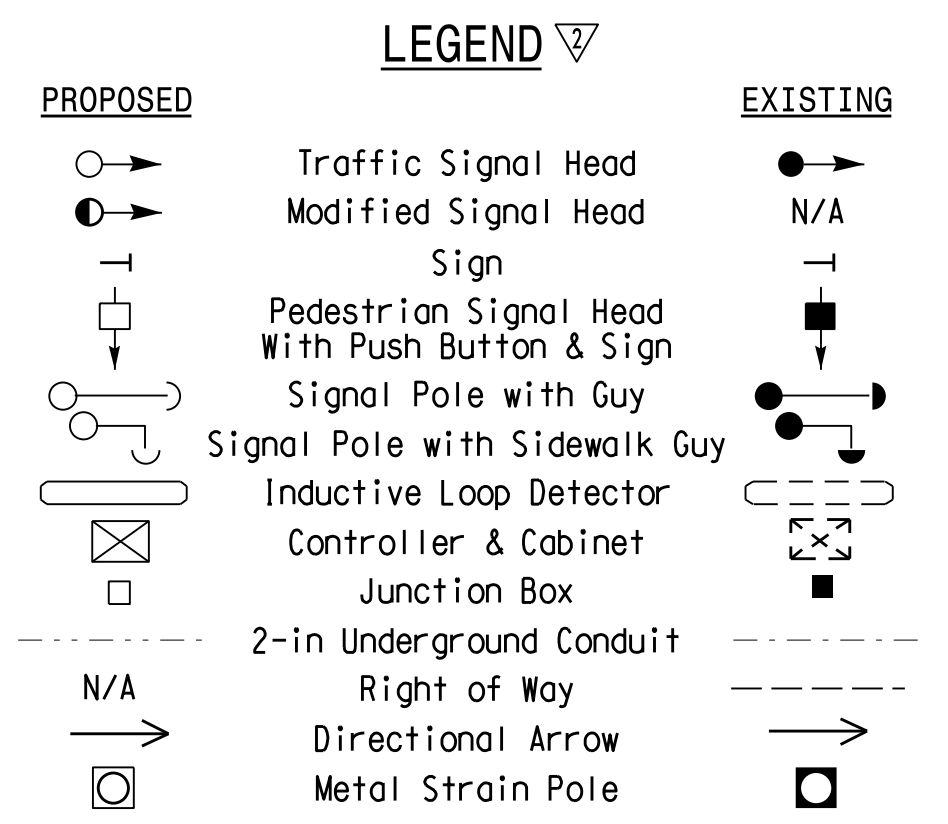 LEGEND 2
PROPOSED EXISTING
Traffic Signal Head
Modified Signal Head N/A
Sign
Pedestrian Signal Head
With Push Button & Sign
Signal Pole with Guy
Signal Pole with Sidewalk Guy
Inductive Loop Detector
Controller & Cabinet
Junction Box
2-in Underground Conduit
N/A Right of Way
Directional Arrow
Metal Strain Pole